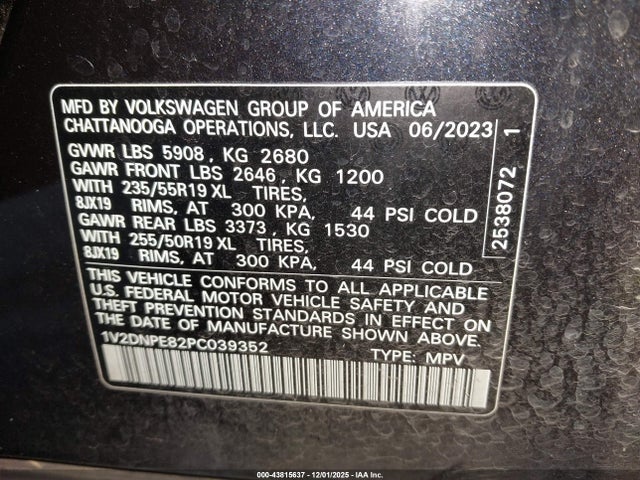 MFD BY VOLKSWAGEN GROUP OF AMERICA
CHATTANOOGA OPERATIONS, LLC. USA 06/2023
GVWR LBS 5908, KG 2680
GAWR FRONT LBS 2646, KG 1200
WITH 235/55R19 XL TIRES,
8JX19 RIMS, AT 300 KPA, 44 PSI COLD
GAWR REAR LBS 3373, KG 1530
WITH 255/50R19 XL TIRES,
8JX19 RIMS, AT 300 KPA, 44 PSI COLD
THIS VEHICLE CONFORMS TO ALL APPLICABLE
U.S. FEDERAL MOTOR VEHICLE SAFETY AND
THEFT PREVENTION STANDARDS IN EFFECT ON
THE DATE OF MANUFACTURE SHOWN ABOVE.
1V2DNPE82PC039352 TYPE: MPV
2538072 1
000-43815637 - 12/01/2025 - IAA Inc.